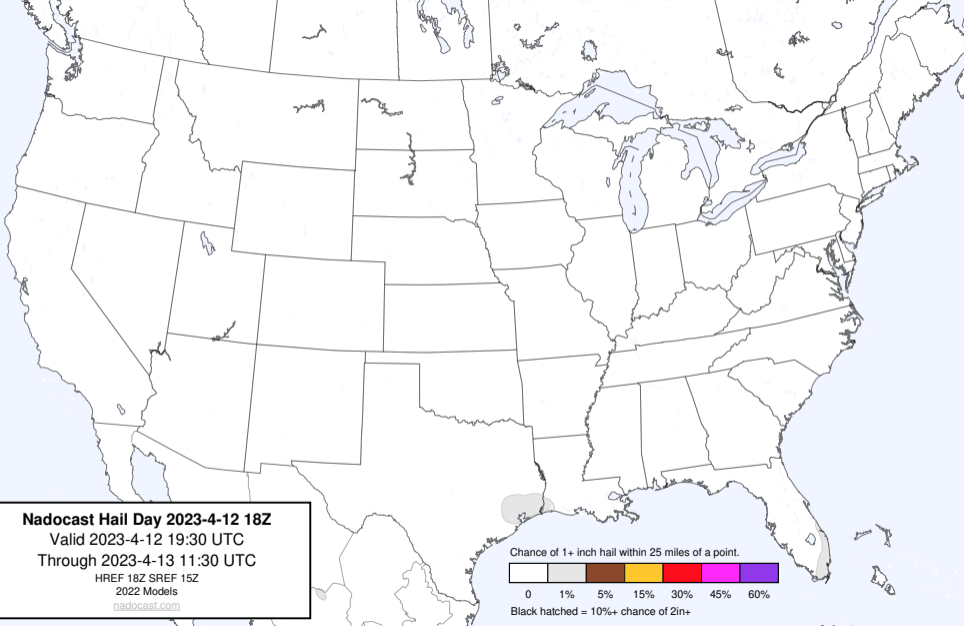 Nadocast Hail Day 2023-4-12 18Z
Valid 2023-4-12 19:30 UTC
Through 2023-4-13 11:30 UTC
HREF 18Z SREF 15Z
2022 Models
nadocast.com
Chance of 1+ inch hail within 25 miles of a point.
0 1% 5% 15% 30% 45% 60%
Black hatched = 10%+ chance of 2in+